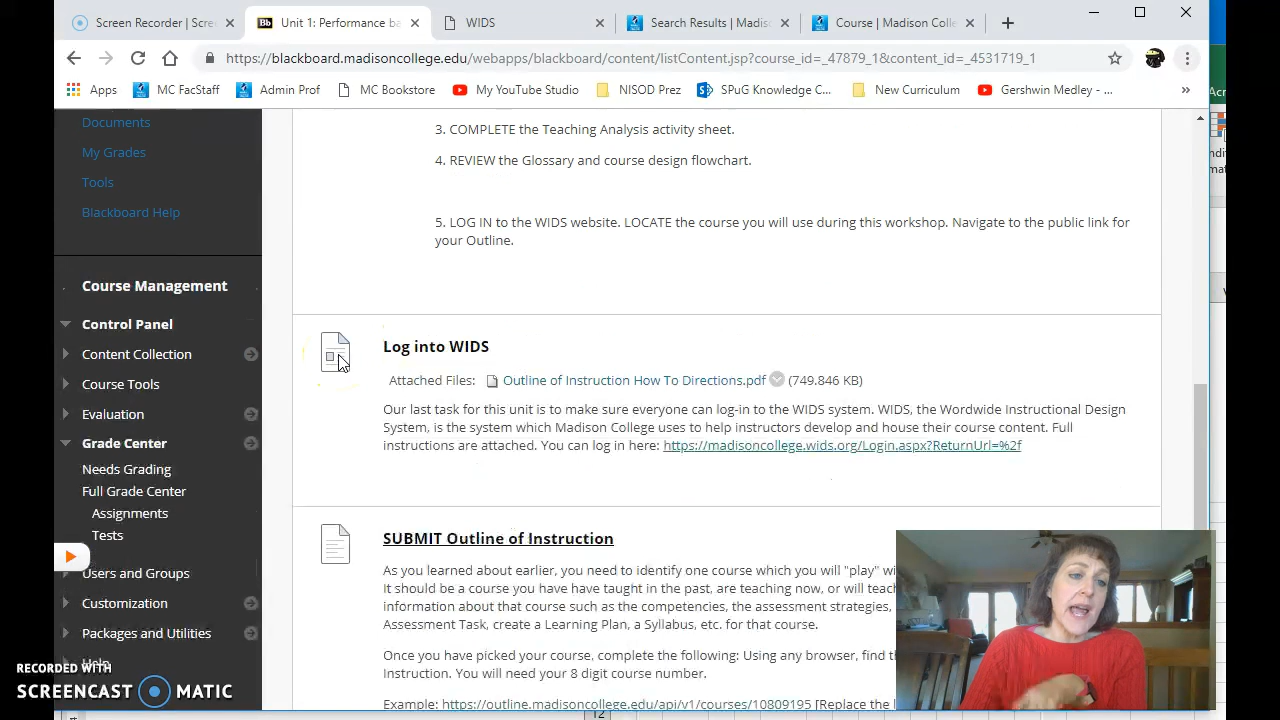 Screen Recorder | Scree
Unit 1: Performance ba
WIDS
Search Results | Madiso
Course | Madison Colle
https://blackboard.madisoncollege.edu/webapps/blackboard/content/listContent.jsp?course_id=_47879_1&content_id=_4531719_1
Apps
MC FacStaff
Admin Prof
MC Bookstore
My YouTube Studio
NISOD Prez
SPuG Knowledge C...
New Curriculum
Gershwin Medley - ...
Documents
My Grades
Tools
Blackboard Help
Course Management
Control Panel
Content Collection
Course Tools
Evaluation
Grade Center
Needs Grading
Full Grade Center
Assignments
Tests
Users and Groups
Customization
Packages and Utilities
Help
3. COMPLETE the Teaching Analysis activity sheet.
4. REVIEW the Glossary and course design flowchart.
5. LOG IN to the WIDS website. LOCATE the course you will use during this workshop. Navigate to the public link for
your Outline.
Log into WIDS
Attached Files: Outline of Instruction How To Directions.pdf (749.846 KB)
Our last task for this unit is to make sure everyone can log-in to the WIDS system. WIDS, the Wordwide Instructional Design
System, is the system which Madison College uses to help instructors develop and house their course content. Full
instructions are attached. You can log in here: https://madisoncollege.wids.org/Login.aspx?ReturnUrl=%2f
SUBMIT Outline of Instruction
As you learned about earlier, you need to identify one course which you will "play" wi
It should be a course you have have taught in the past, are teaching now, or will teac
information about that course such as the competencies, the assessment strategies,
Assessment Task, create a Learning Plan, a Syllabus, etc. for that course.
Once you have picked your course, complete the following: Using any browser, find th
Instruction. You will need your 8 digit course number.
Example: https://outline.madisoncollege.edu/api/v1/courses/10809195 [Replace the l
RECORDED WITH
SCREENCAST MATIC
12